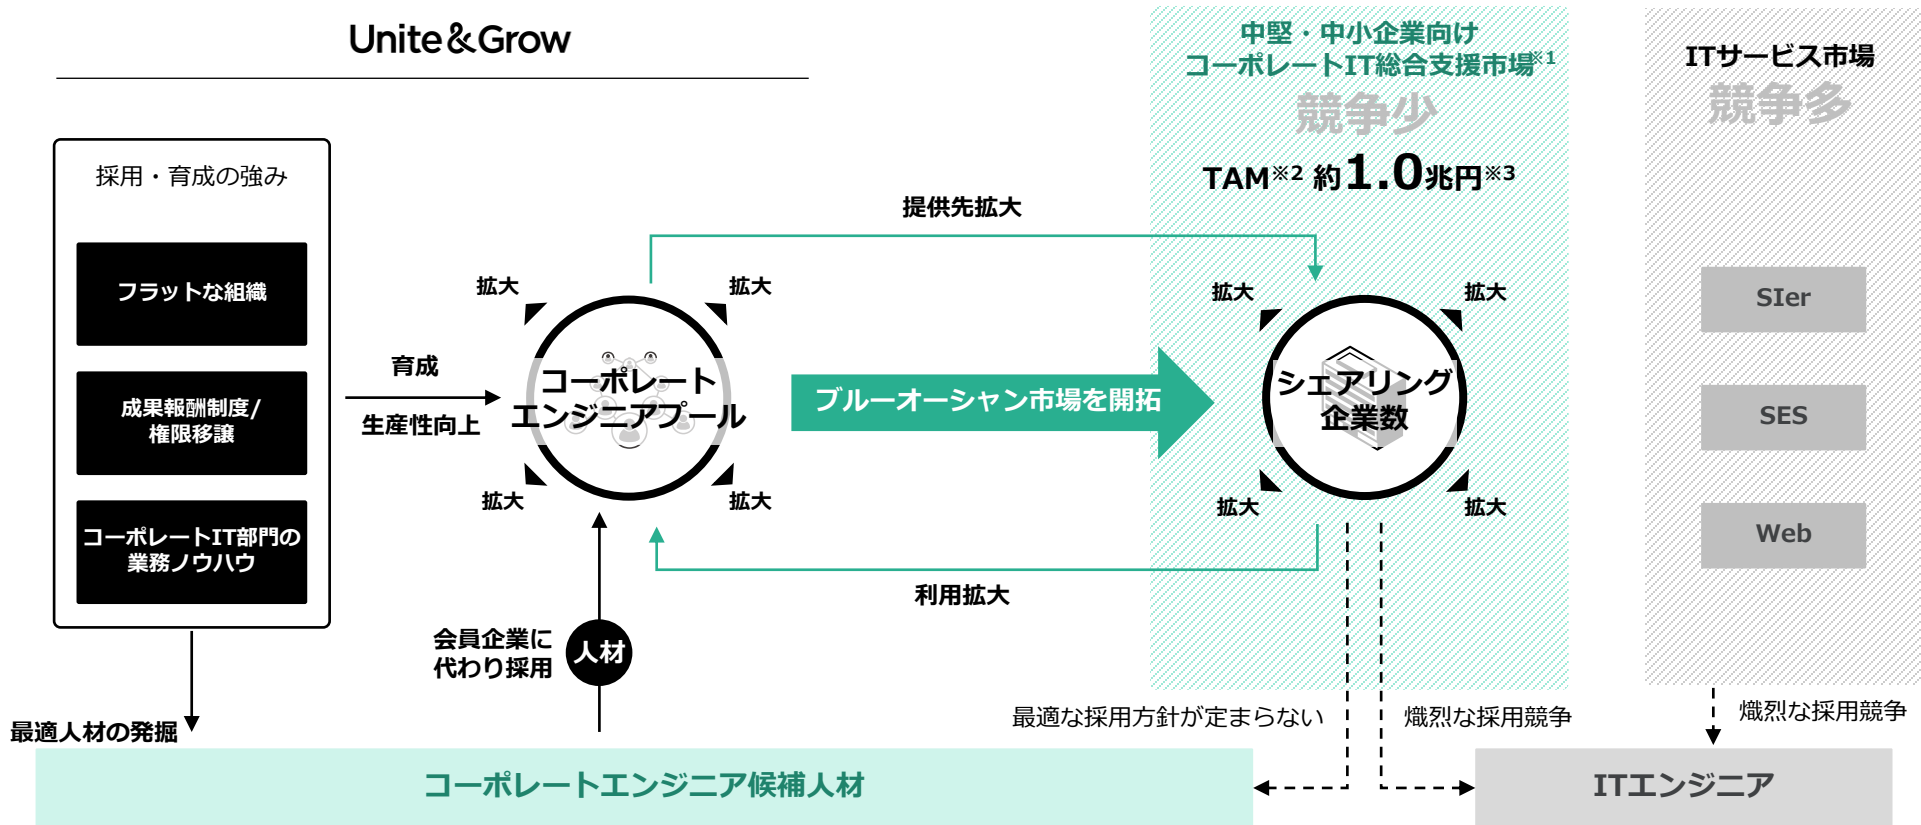 Unite&Grow
採用・育成の強み
フラットな組織
成果報酬制度/
権限移譲
コーポレートIT部門の
業務ノウハウ
最適人材の発掘
育成
生産性向上
拡大
拡大
コーポレート
エンジニアプール
拡大
拡大
会員企業に
代わり採用
人材
提供先拡大
ブルーオーシャン市場を開拓
利用拡大
中堅・中小企業向け
コーポレートIT総合支援市場※1
競争少
TAM※2 約1.0兆円※3
拡大
拡大
シェアリング
企業数
拡大
拡大
最適な採用方針が定まらない
熾烈な採用競争
ITサービス市場
競争多
SIer
SES
Web
熾烈な採用競争
コーポレートエンジニア候補人材
ITエンジニア